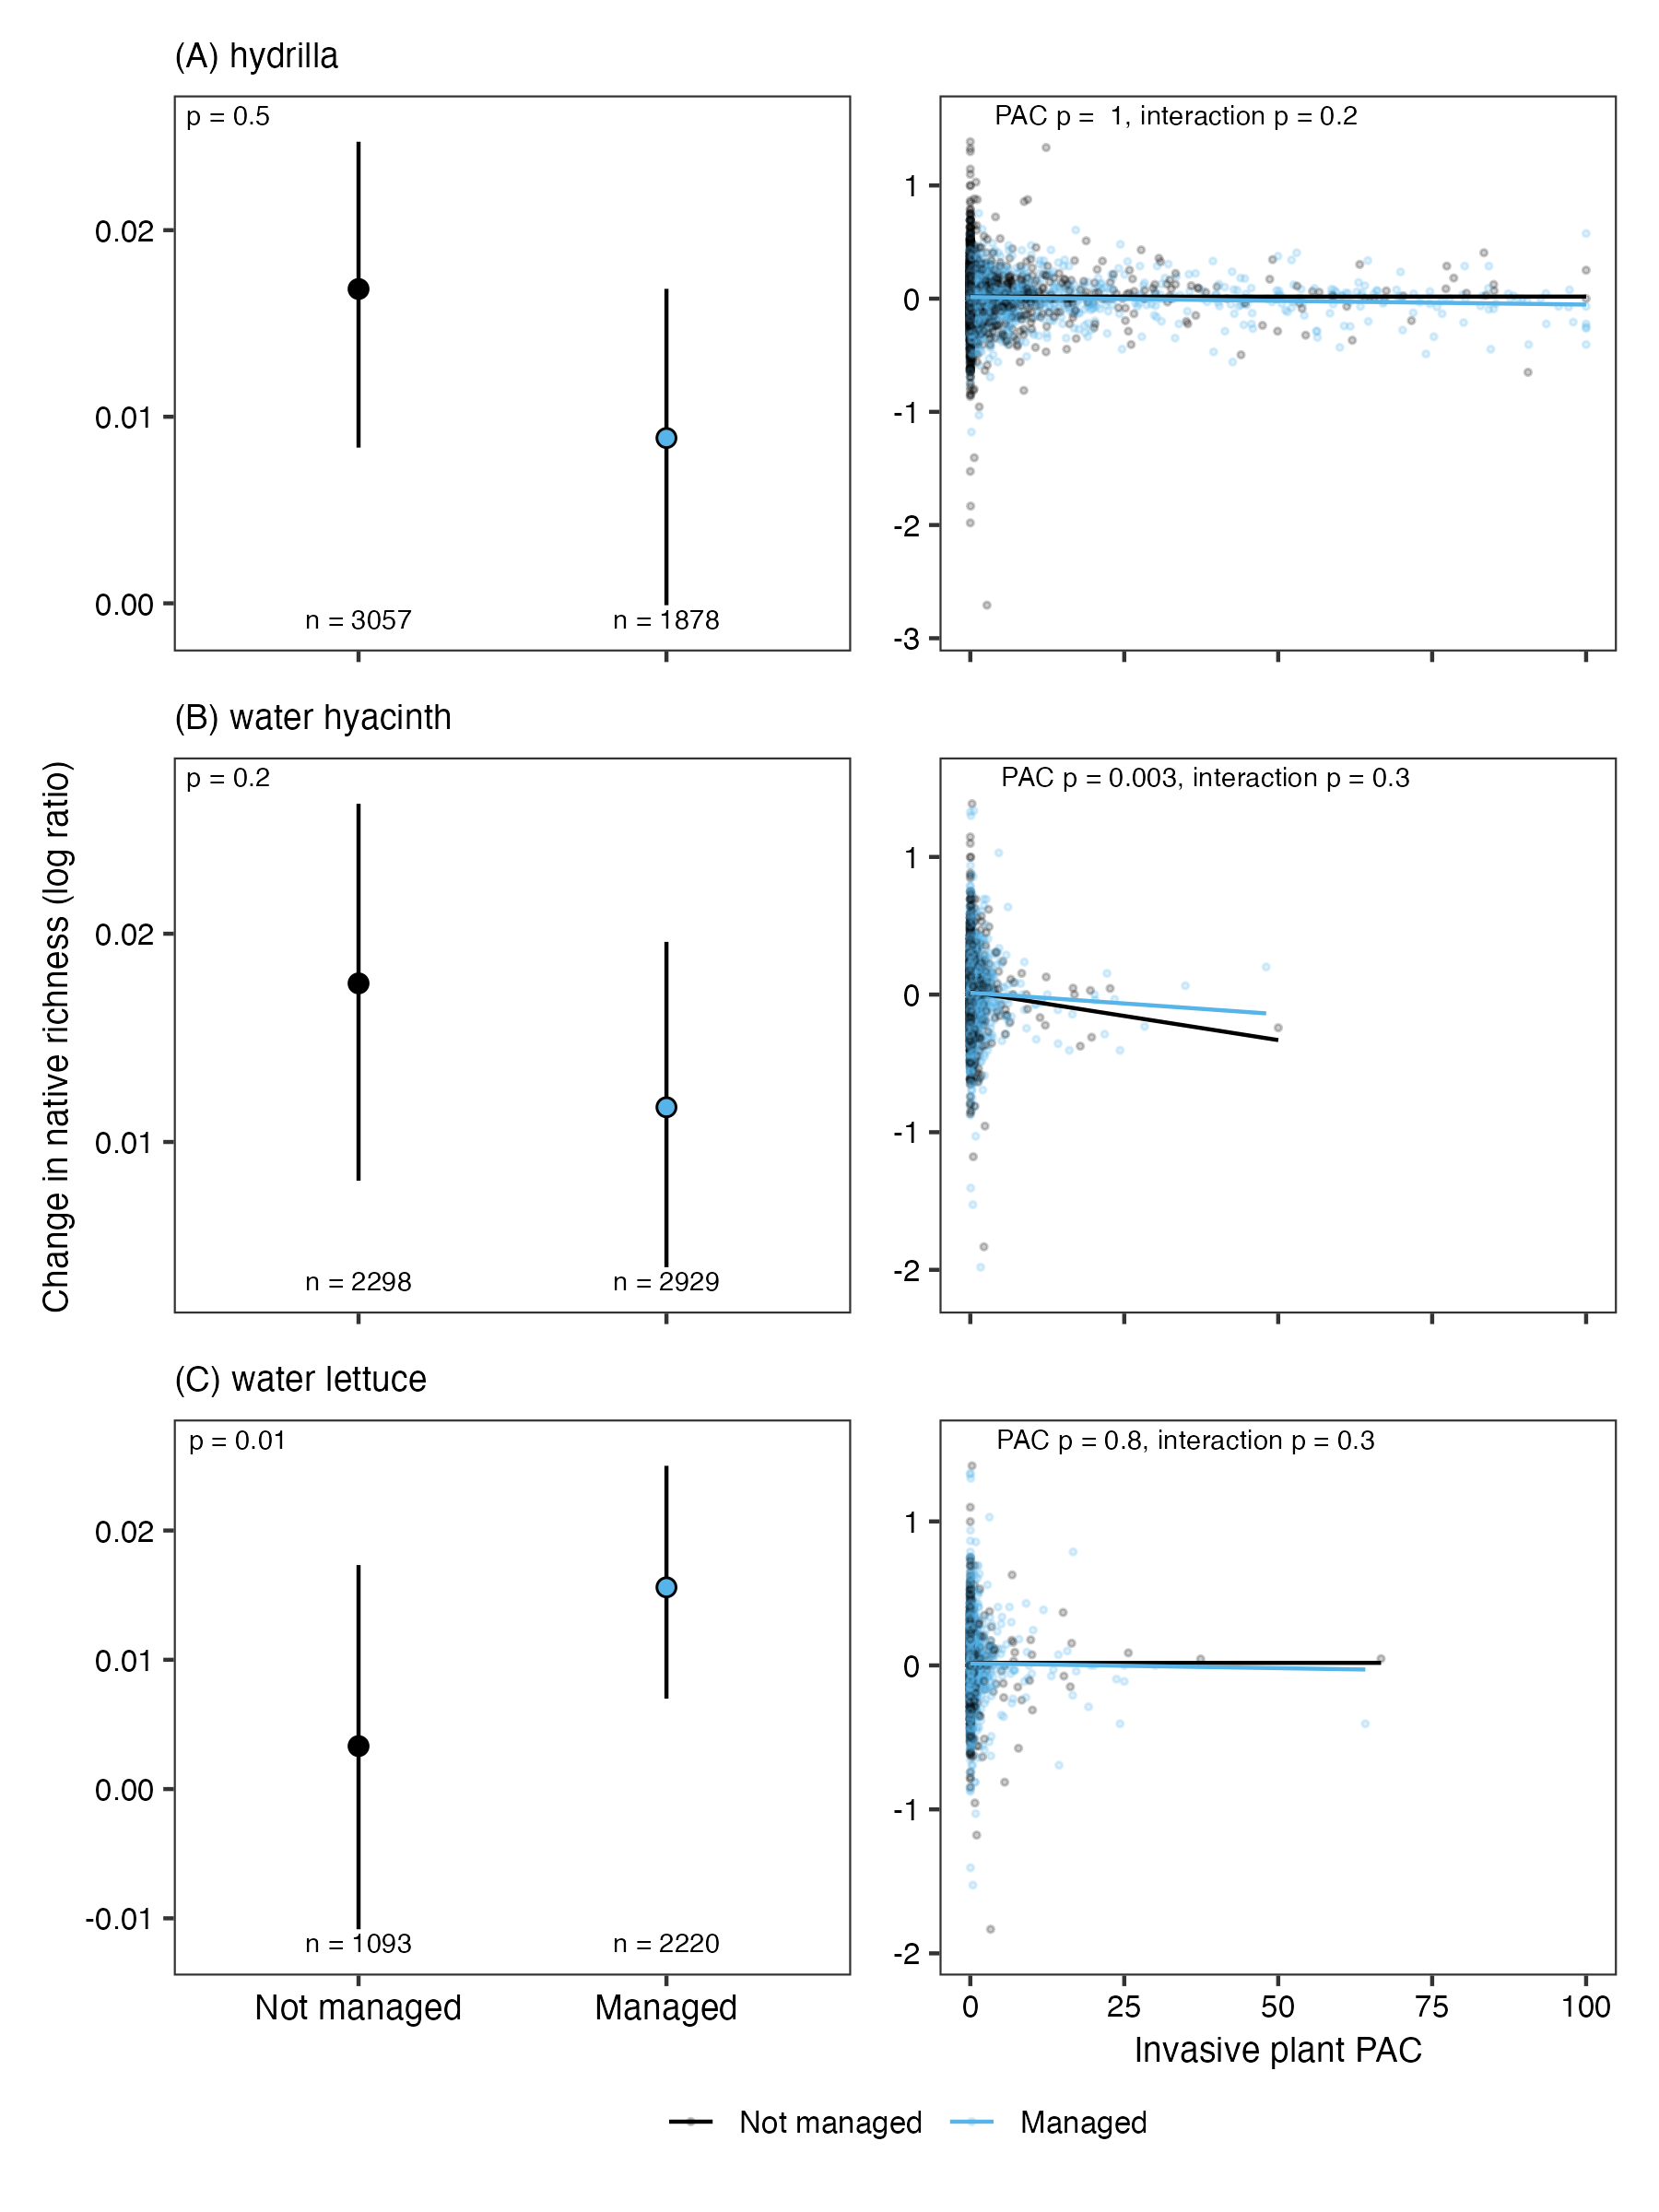 (A) hydrilla
p = 0.5
0.02
0.01
0.00
n = 3057
n = 1878
PAC p =  1, interaction p = 0.2
1
0
-1
-2
-3
(B) water hyacinth
p = 0.2
0.02
0.01
n = 2298
n = 2929
PAC p = 0.003, interaction p = 0.3
1
0
-1
-2
Change in native richness (log ratio)
(C) water lettuce
p = 0.01
0.02
0.01
0.00
-0.01
n = 1093
n = 2220
Not managed
Managed
PAC p = 0.8, interaction p = 0.3
1
0
-1
-2
0 25 50 75 100
Invasive plant PAC
Not managed Managed